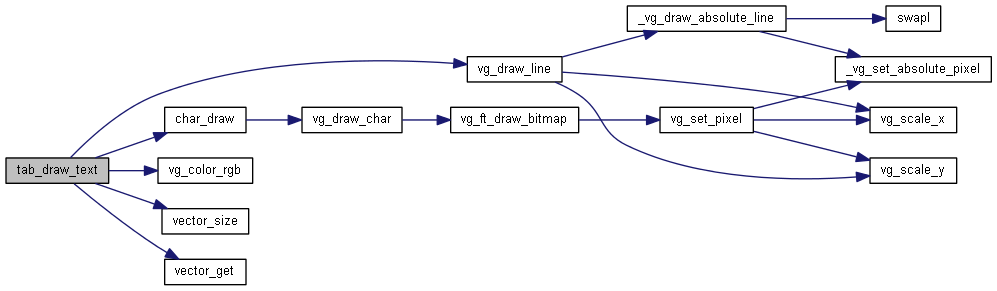 _vg_draw_absolute_line
swapl
vg_draw_line
_vg_set_absolute_pixel
char_draw
vg_draw_char
vg_ft_draw_bitmap
vg_set_pixel
vg_scale_x
tab_draw_text
vg_color_rgb
vg_scale_y
vector_size
vector_get